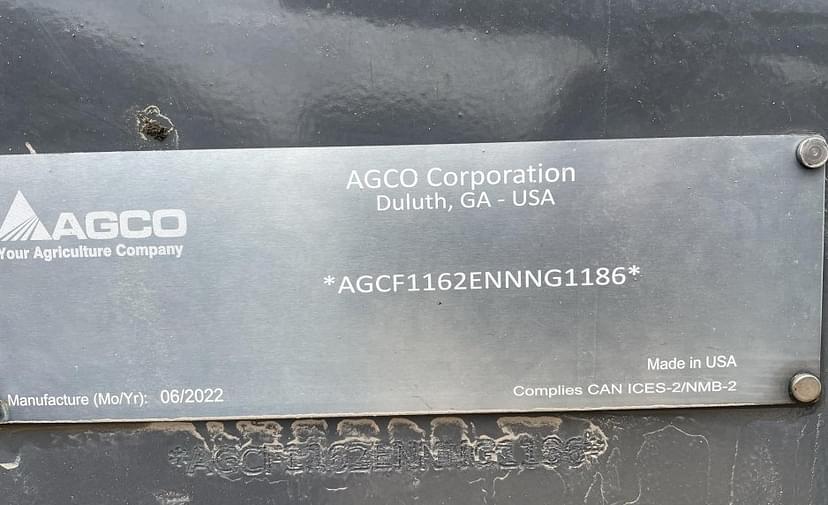 AGCO Corporation
Duluth, GA - USA
AGCO
Your Agriculture Company
*AGCF1162ENNNG1186*
Made in USA
Manufacture (Mo/Yr): 06/2022
Complies CAN ICES-2/NMB-2
*AGCF1162ENNNG1186*